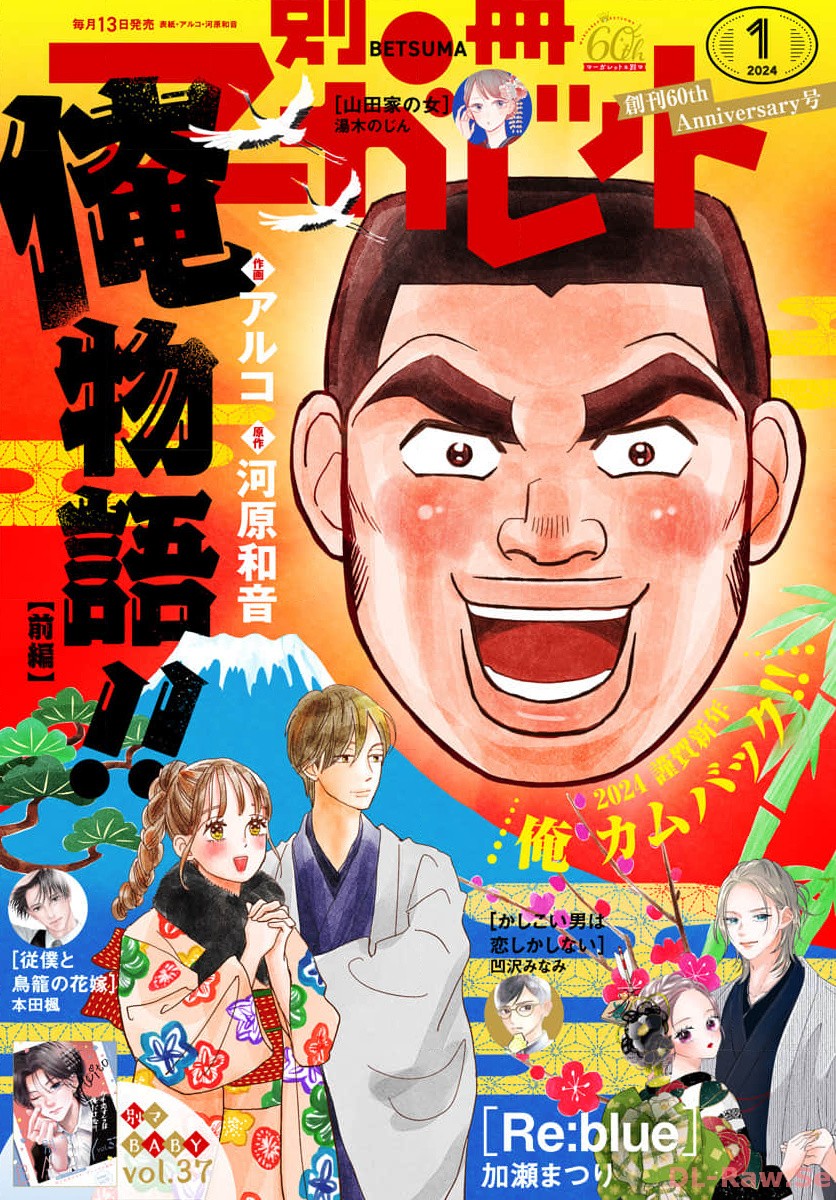 毎月13日発売 表紙・アルコ・河原和音
別冊
BETSUMA
マーガレット
60th
1
2024
創刊60th
Anniversary号
[山田家の女]
湯木のじん
俺物語!!
【前編】
作画
アルコ
原作
河原和音
2024 謹賀新年
俺 カムバック!!
[従僕と
鳥籠の花嫁]
本田楓
[かしこい男は
恋しかしない]
凹沢みなみ
別マ
BABY
vol.37
[Re:blue]
加瀬まつり
DL-Raw.Se